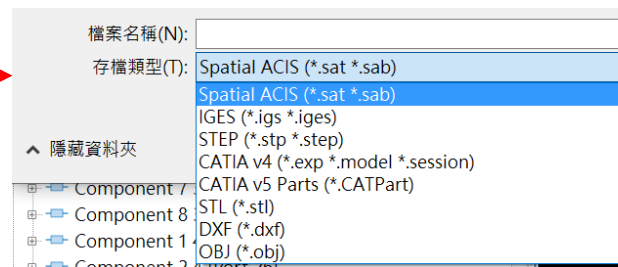 檔案名稱(N):
存檔類型(T): Spatial ACIS (*.sat *.sab)
Spatial ACIS (*.sat *.sab)
IGES (*.igs *.iges)
STEP (*.stp *.step)
CATIA v4 (*.exp *.model *.session)
CATIA v5 Parts (*.CATPart)
STL (*.stl)
DXF (*.dxf)
OBJ (*.obj)
隱藏資料夾
Component 7
Component 8
Component 1
Component 2